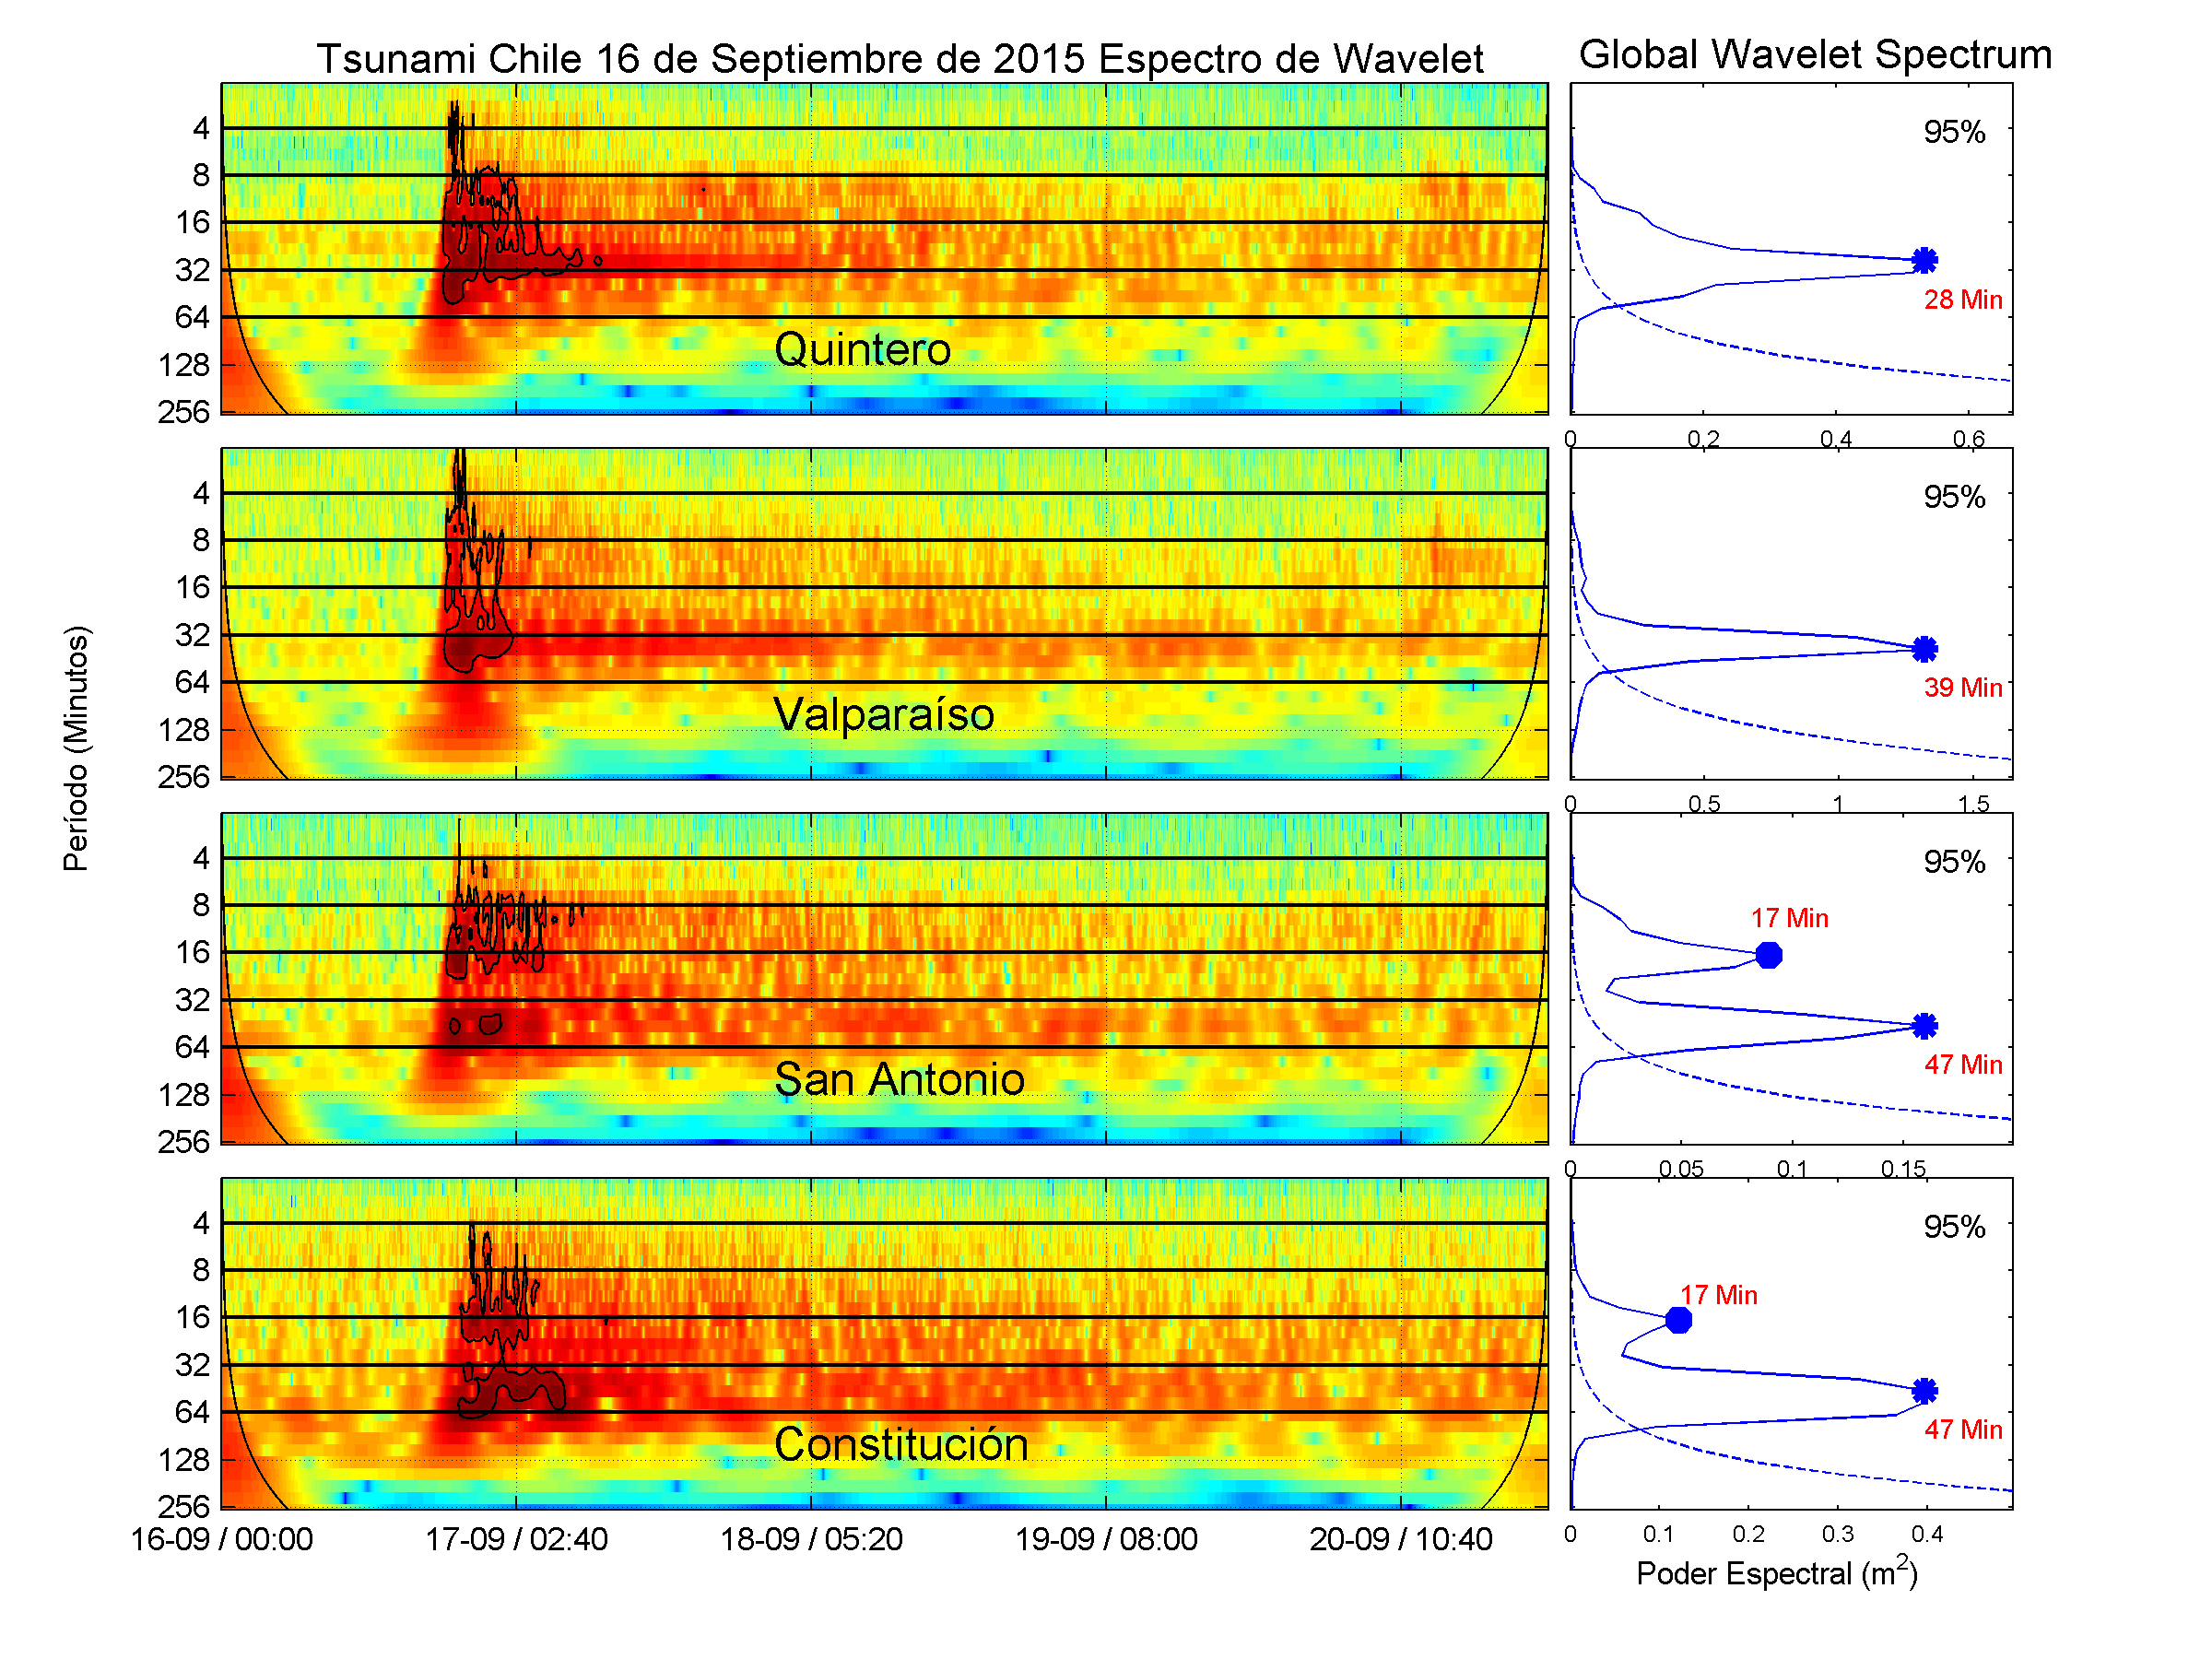 Tsunami Chile 16 de Septiembre de 2015 Espectro de Wavelet
Global Wavelet Spectrum
Período (Minutos)
4
8
16
32
64
128
256
Quintero
95%
28 Min
0 0.2 0.4 0.6
4
8
16
32
64
128
256
Valparaíso
95%
39 Min
0 0.5 1 1.5
4
8
16
32
64
128
256
San Antonio
95%
17 Min
47 Min
0 0.05 0.1 0.15
4
8
16
32
64
128
256
Constitución
95%
17 Min
47 Min
0 0.1 0.2 0.3 0.4
16-09 / 00:00 17-09 / 02:40 18-09 / 05:20 19-09 / 08:00 20-09 / 10:40
Poder Espectral (m²)